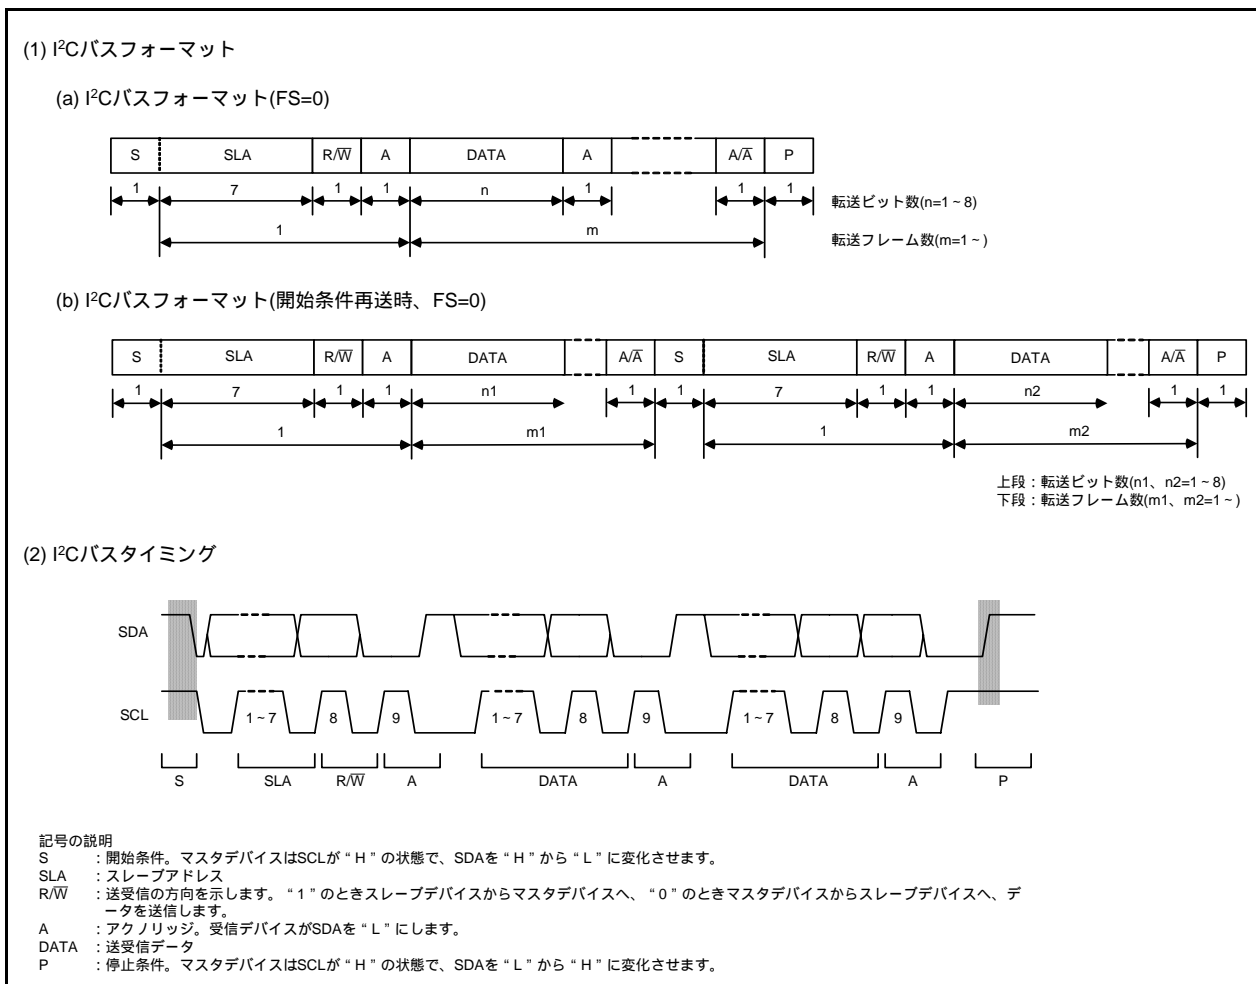 (1) I²Cバスフォーマット
(a) I²Cバスフォーマット(FS=0)
S SLA R/W̅ A DATA A A/A̅ P
1 7 1 1 n 1 1 1 転送ビット数(n=1~8)
1 m 転送フレーム数(m=1~)
(b) I²Cバスフォーマット(開始条件再送時、FS=0)
S SLA R/W̅ A DATA A/A̅ S SLA R/W̅ A DATA A/A̅ P
1 7 1 1 n1 1 1 7 1 1 n2 1 1
1 m1 1 m2
上段:転送ビット数(n1、n2=1~8)
下段:転送フレーム数(m1、m2=1~)
(2) I²Cバスタイミング
SDA
SCL 1~7 8 9 1~7 8 9 1~7 8 9
S SLA R/W̅ A DATA A DATA A P
記号の説明
S :開始条件。マスタデバイスはSCLが“H”の状態で、SDAを“H”から“L”に変化させます。
SLA :スレーブアドレス
R/W̅ :送受信の方向を示します。“1”のときスレーブデバイスからマスタデバイスへ、“0”のときマスタデバイスからスレーブデバイスへ、デ
ータを送信します。
A :アクノリッジ。受信デバイスがSDAを“L”にします。
DATA :送受信データ
P :停止条件。マスタデバイスはSCLが“H”の状態で、SDAを“L”から“H”に変化させます。